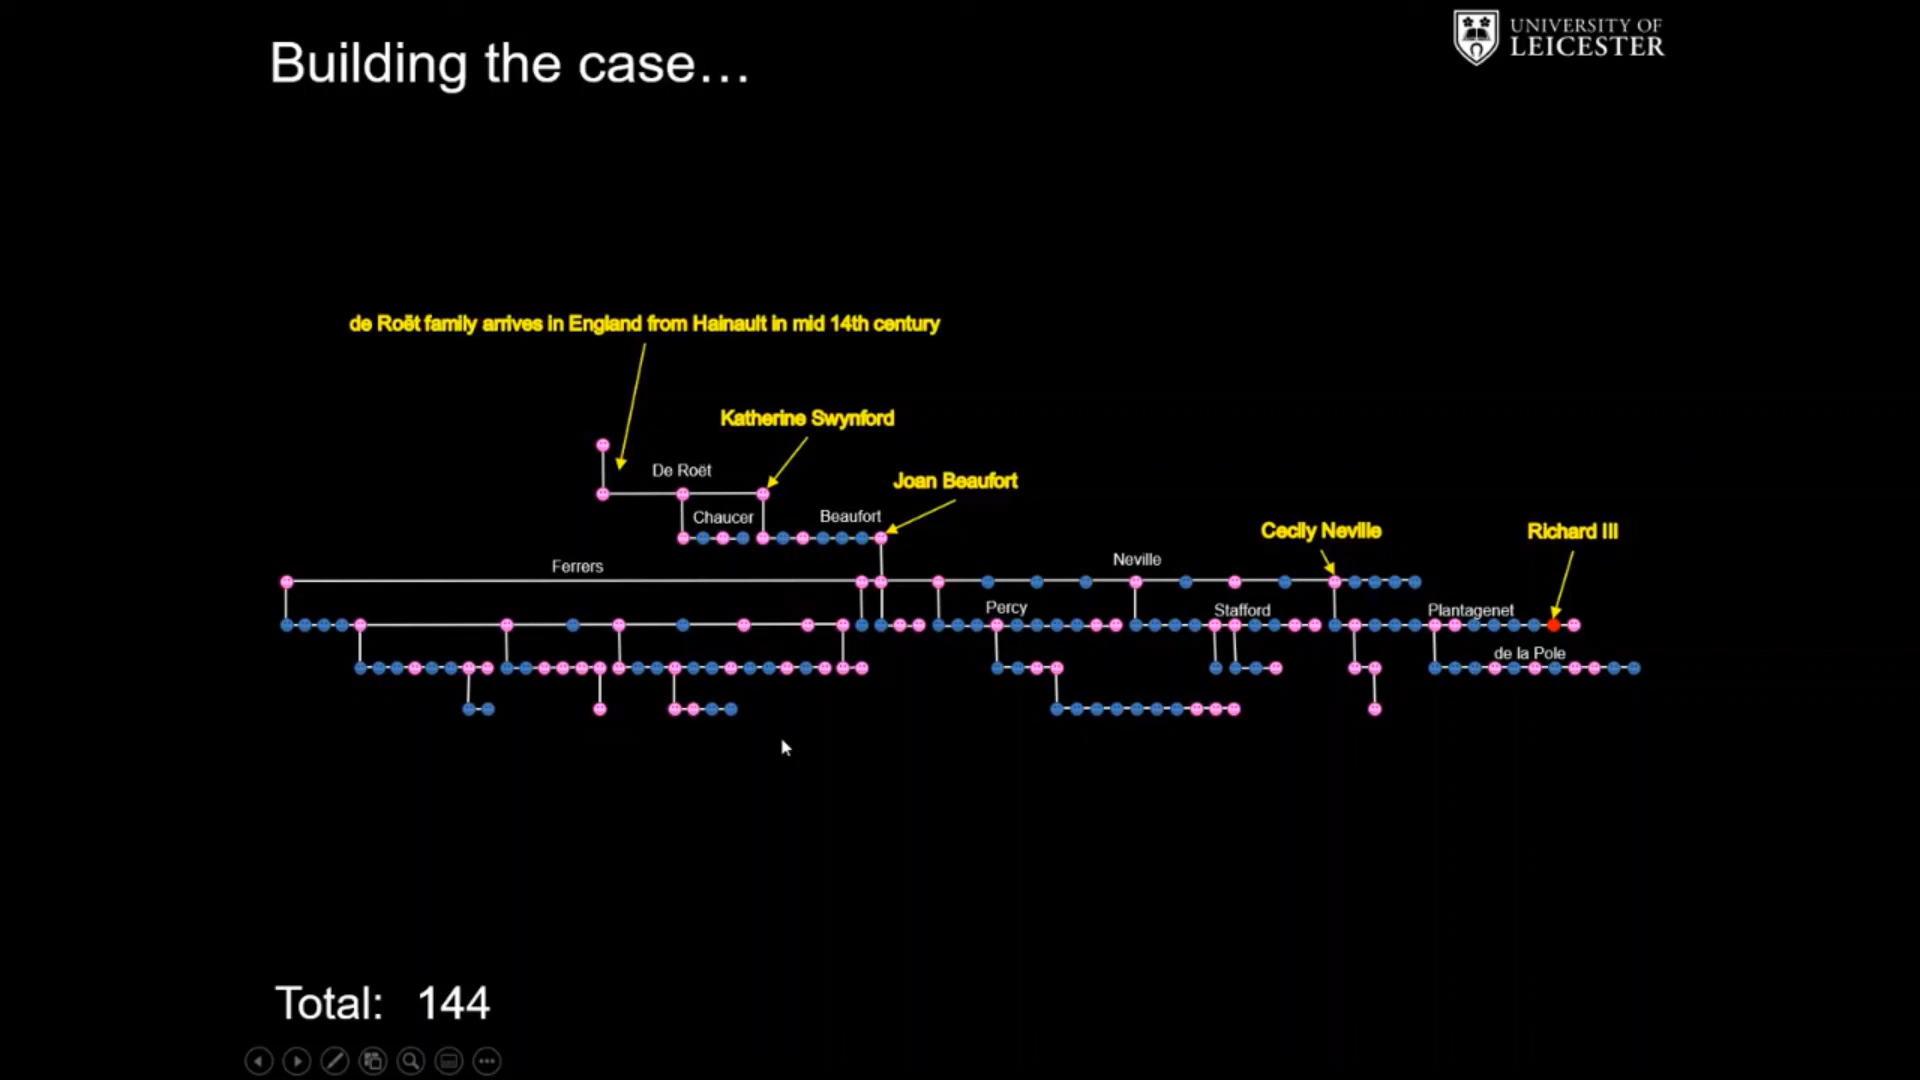 Building the case…
UNIVERSITY OF
LEICESTER
de Roët family arrives in England from Hainault in mid 14th century
Katherine Swynford
De Roët
Joan Beaufort
Chaucer
Beaufort
Cecily Neville
Richard III
Ferrers
Neville
Percy
Stafford
Plantagenet
de la Pole
Total: 144